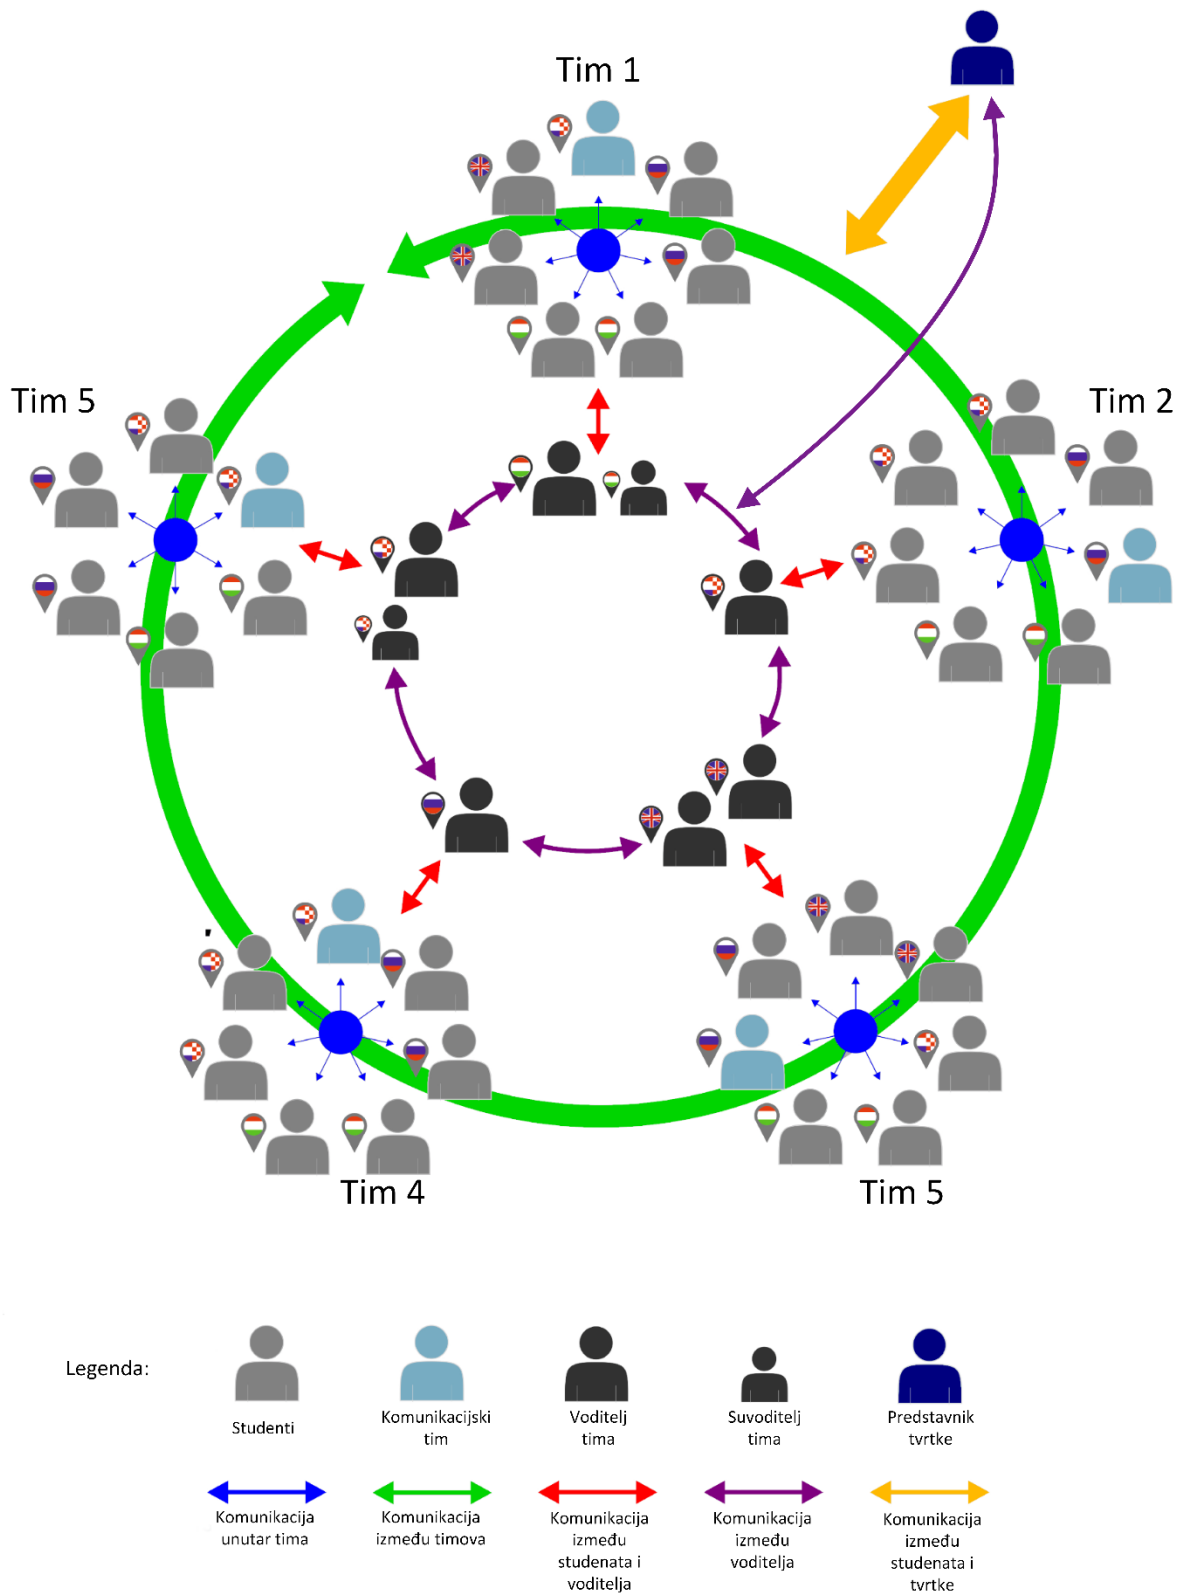 Tim 1
Tim 5
Tim 2
Tim 4
Tim 5
Legenda:
Studenti
Komunikacijski
tim
Voditelj
tima
Suvoditelj
tima
Predstavnik
tvrtke
Komunikacija
unutar tima
Komunikacija
između timova
Komunikacija
između
studenata i
voditelja
Komunikacija
između
voditelja
Komunikacija
između
studenata i
tvrtke